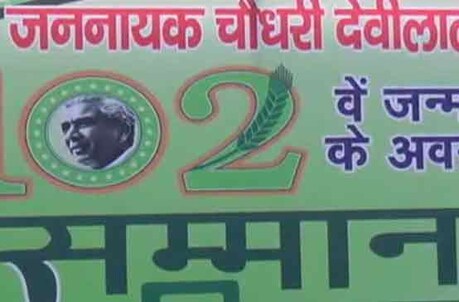 जननायक चौधरी देवीलाल
102 वें जन्म
के अव
सम्मान